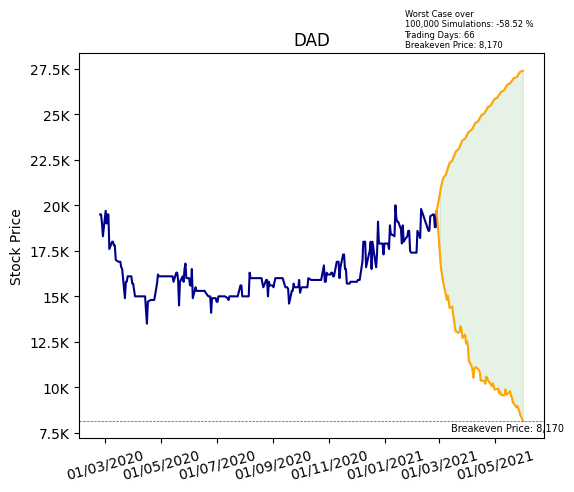 Worst Case over
100,000 Simulations: -58.52 %
Trading Days: 66
Breakeven Price: 8,170
DAD
Stock Price
27.5K
25K
22.5K
20K
17.5K
15K
12.5K
10K
7.5K
Breakeven Price: 8,170
01/03/2020
01/05/2020
01/07/2020
01/09/2020
01/11/2020
01/01/2021
01/03/2021
01/05/2021